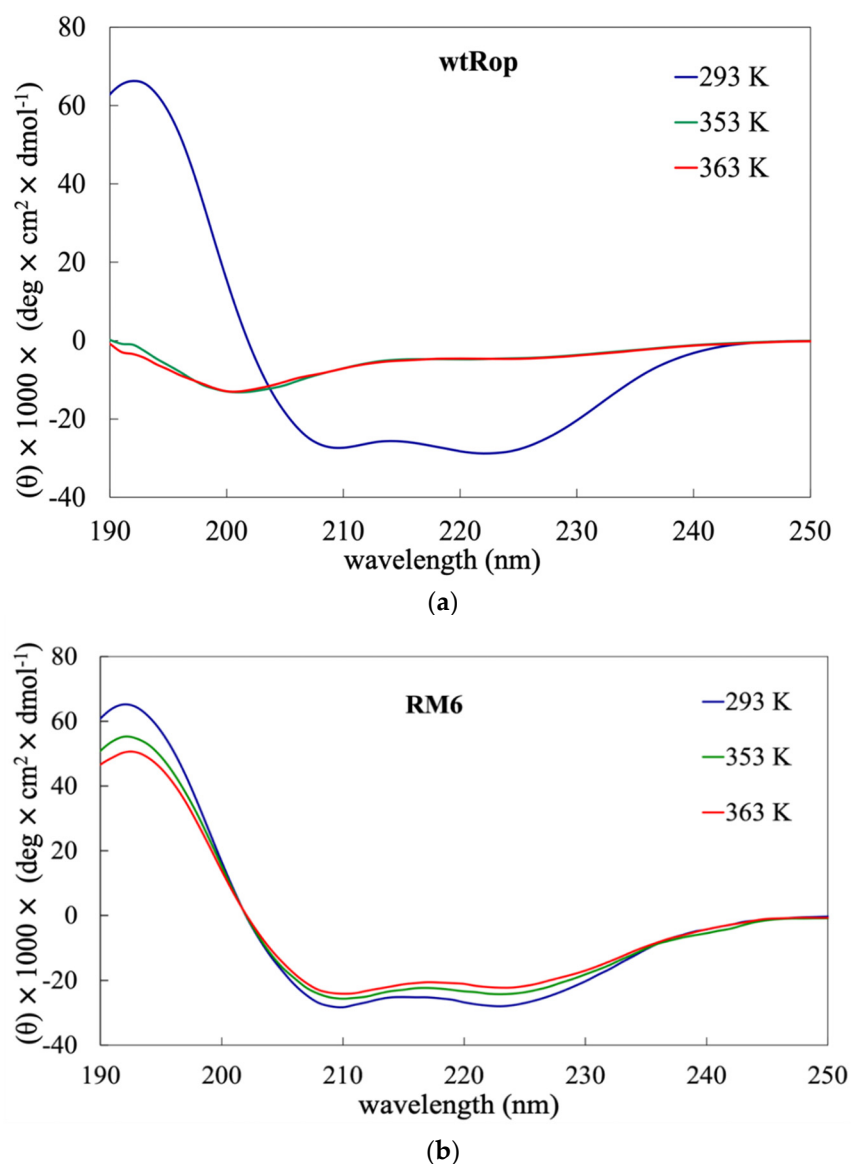 80
60
40
20
0
-20
-40
(θ) × 1000 × (deg × cm² × dmol⁻¹)
wtRop
293 K
353 K
363 K
190 200 210 220 230 240 250
wavelength (nm)
(a)
80
60
40
20
0
-20
-40
(θ) × 1000 × (deg × cm² × dmol⁻¹)
RM6
293 K
353 K
363 K
190 200 210 220 230 240 250
wavelength (nm)
(b)